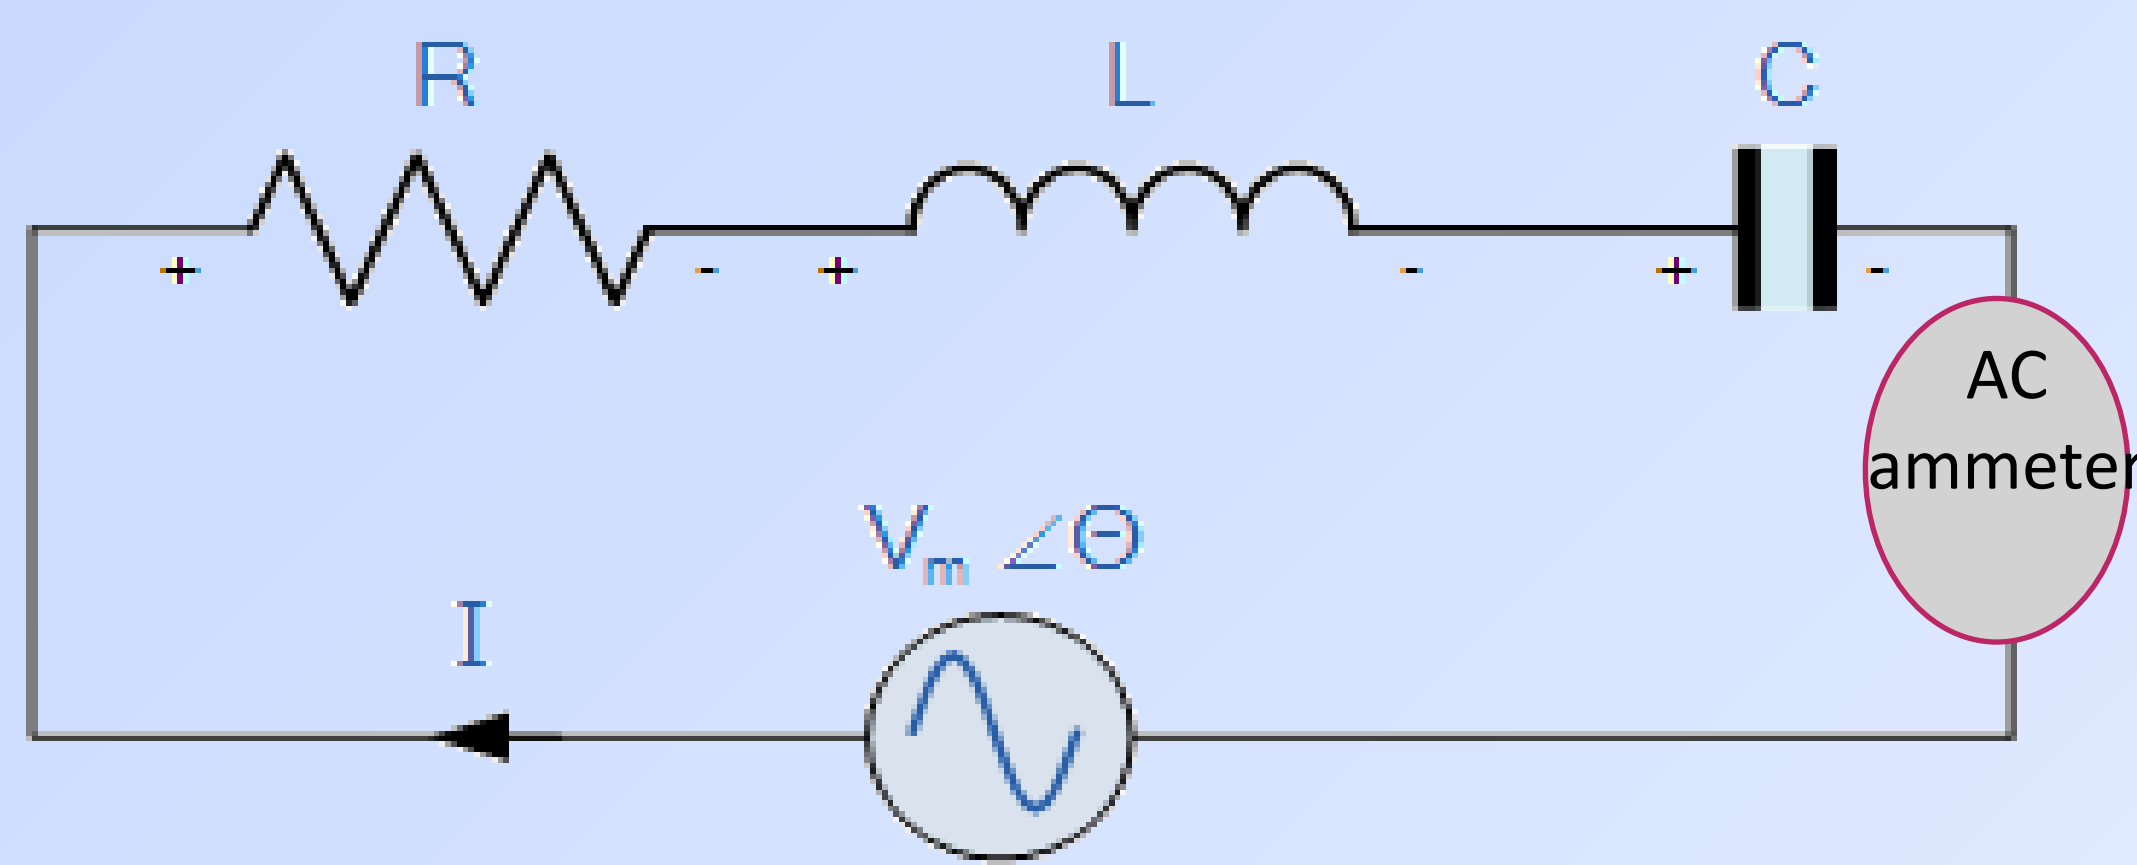 R
L
C
+ - + - + -
AC
ammeter
Vm ∠Θ
I